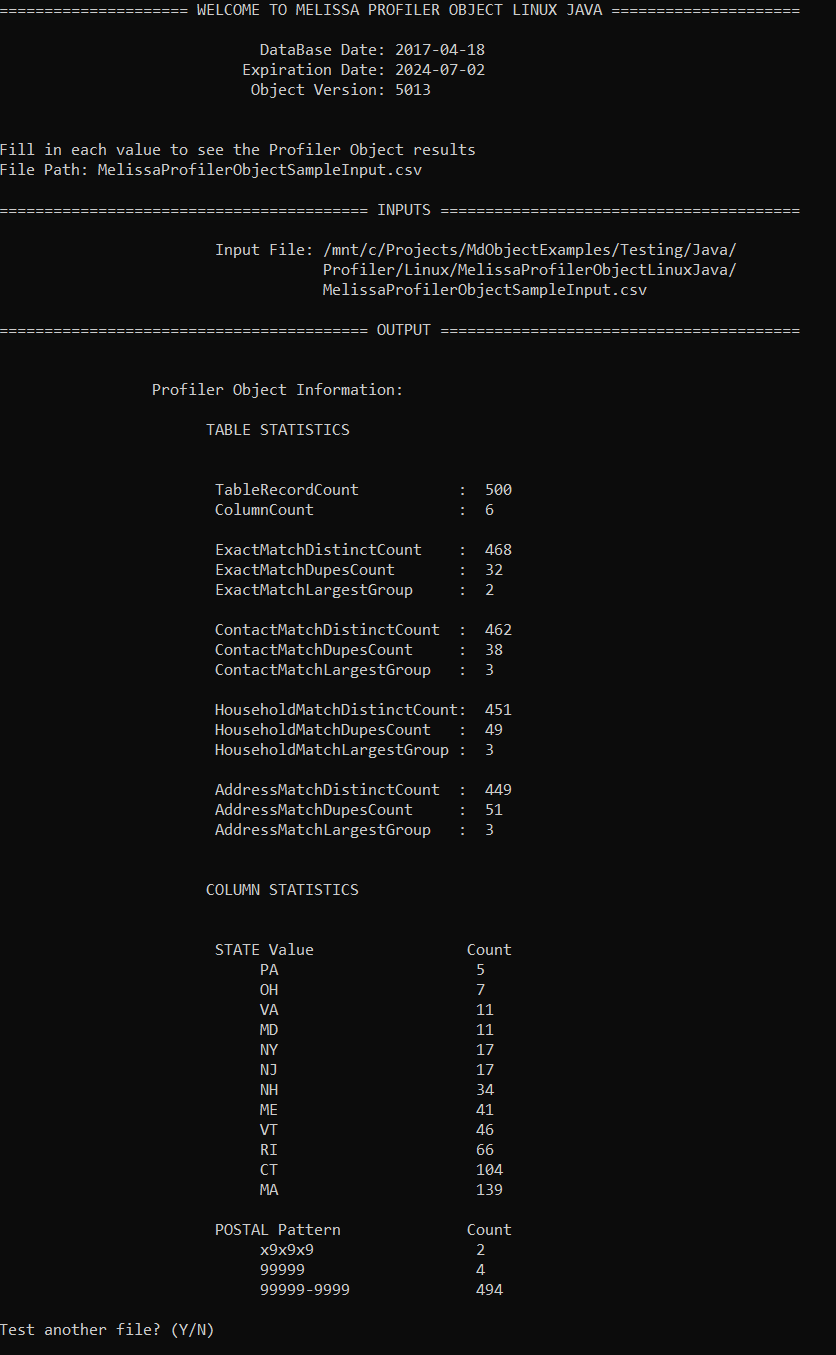 ===================== WELCOME TO MELISSA PROFILER OBJECT LINUX JAVA =====================
DataBase Date: 2017-04-18
Expiration Date: 2024-07-02
Object Version: 5013
Fill in each value to see the Profiler Object results
File Path: MelissaProfilerObjectSampleInput.csv
========================================= INPUTS ========================================
Input File: /mnt/c/Projects/MdObjectExamples/Testing/Java/
Profiler/Linux/MelissaProfilerObjectLinuxJava/
MelissaProfilerObjectSampleInput.csv
========================================= OUTPUT ========================================
Profiler Object Information:
TABLE STATISTICS
TableRecordCount : 500
ColumnCount : 6
ExactMatchDistinctCount : 468
ExactMatchDupesCount : 32
ExactMatchLargestGroup : 2
ContactMatchDistinctCount : 462
ContactMatchDupesCount : 38
ContactMatchLargestGroup : 3
HouseholdMatchDistinctCount: 451
HouseholdMatchDupesCount : 49
HouseholdMatchLargestGroup : 3
AddressMatchDistinctCount : 449
AddressMatchDupesCount : 51
AddressMatchLargestGroup : 3
COLUMN STATISTICS
STATE Value Count
PA 5
OH 7
VA 11
MD 11
NY 17
NJ 17
NH 34
ME 41
VT 46
RI 66
CT 104
MA 139
POSTAL Pattern Count
x9x9x9 2
99999 4
99999-9999 494
Test another file? (Y/N)